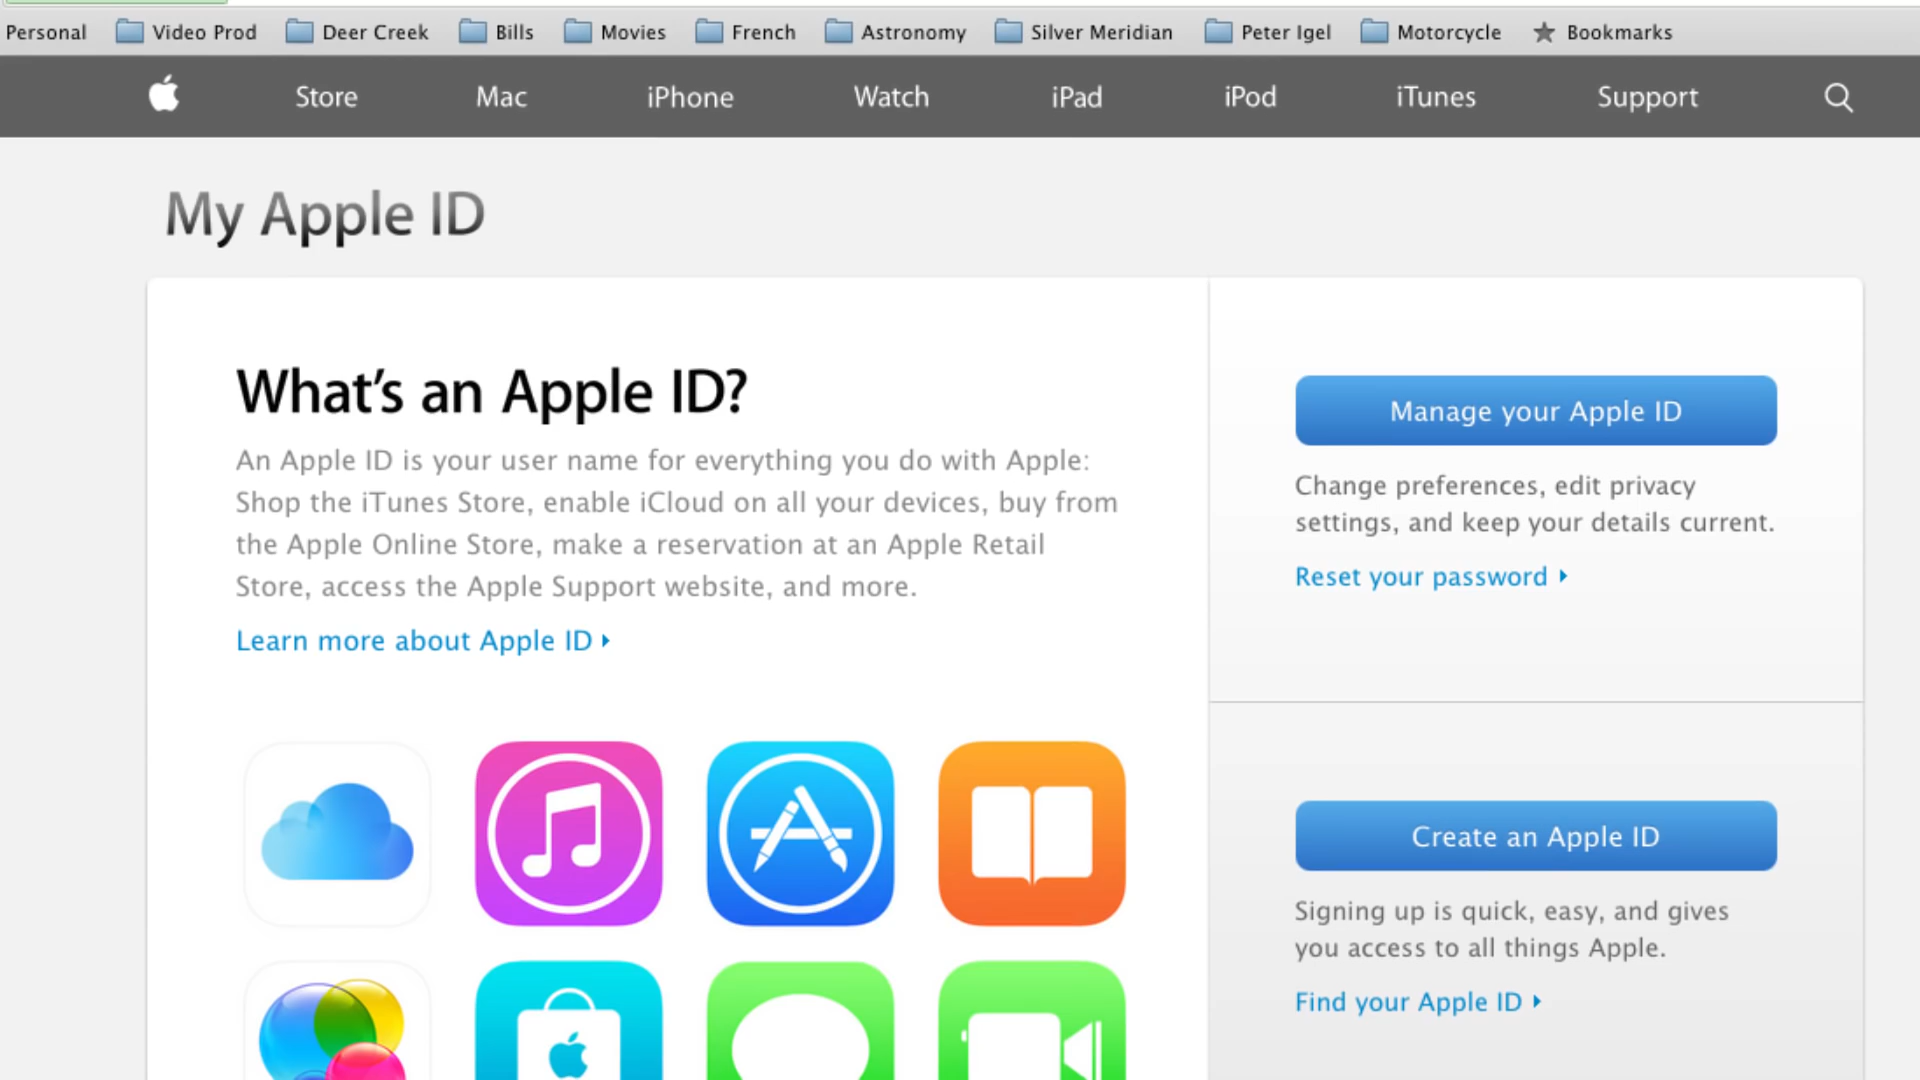 Personal Video Prod Deer Creek Bills Movies French Astronomy Silver Meridian Peter Igel Motorcycle Bookmarks
Store Mac iPhone Watch iPad iPod iTunes Support
My Apple ID
What's an Apple ID?
An Apple ID is your user name for everything you do with Apple:
Shop the iTunes Store, enable iCloud on all your devices, buy from
the Apple Online Store, make a reservation at an Apple Retail
Store, access the Apple Support website, and more.
Learn more about Apple ID
Manage your Apple ID
Change preferences, edit privacy
settings, and keep your details current.
Reset your password
Create an Apple ID
Signing up is quick, easy, and gives
you access to all things Apple.
Find your Apple ID